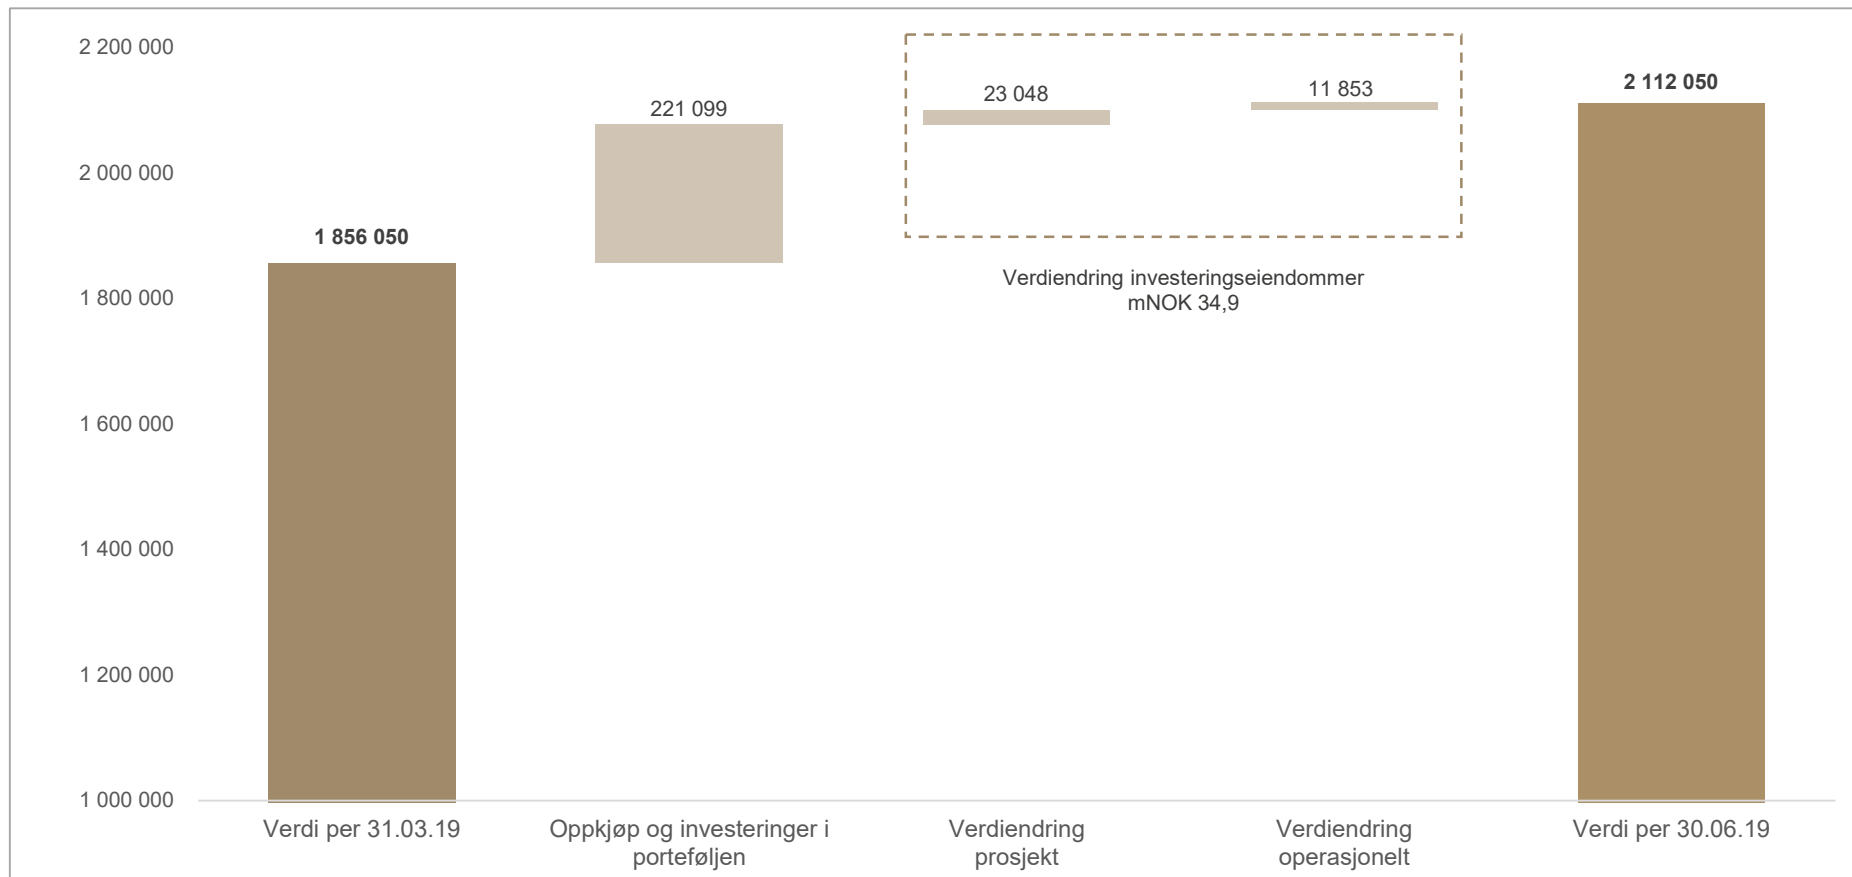 2 200 000
2 000 000
1 800 000
1 600 000
1 400 000
1 200 000
1 000 000
1 856 050
221 099
23 048
11 853
2 112 050
Verdiendring investeringseiendommer
mNOK 34,9
Verdi per 31.03.19
Oppkjøp og investeringer i
porteføljen
Verdiendring
prosjekt
Verdiendring
operasjonelt
Verdi per 30.06.19